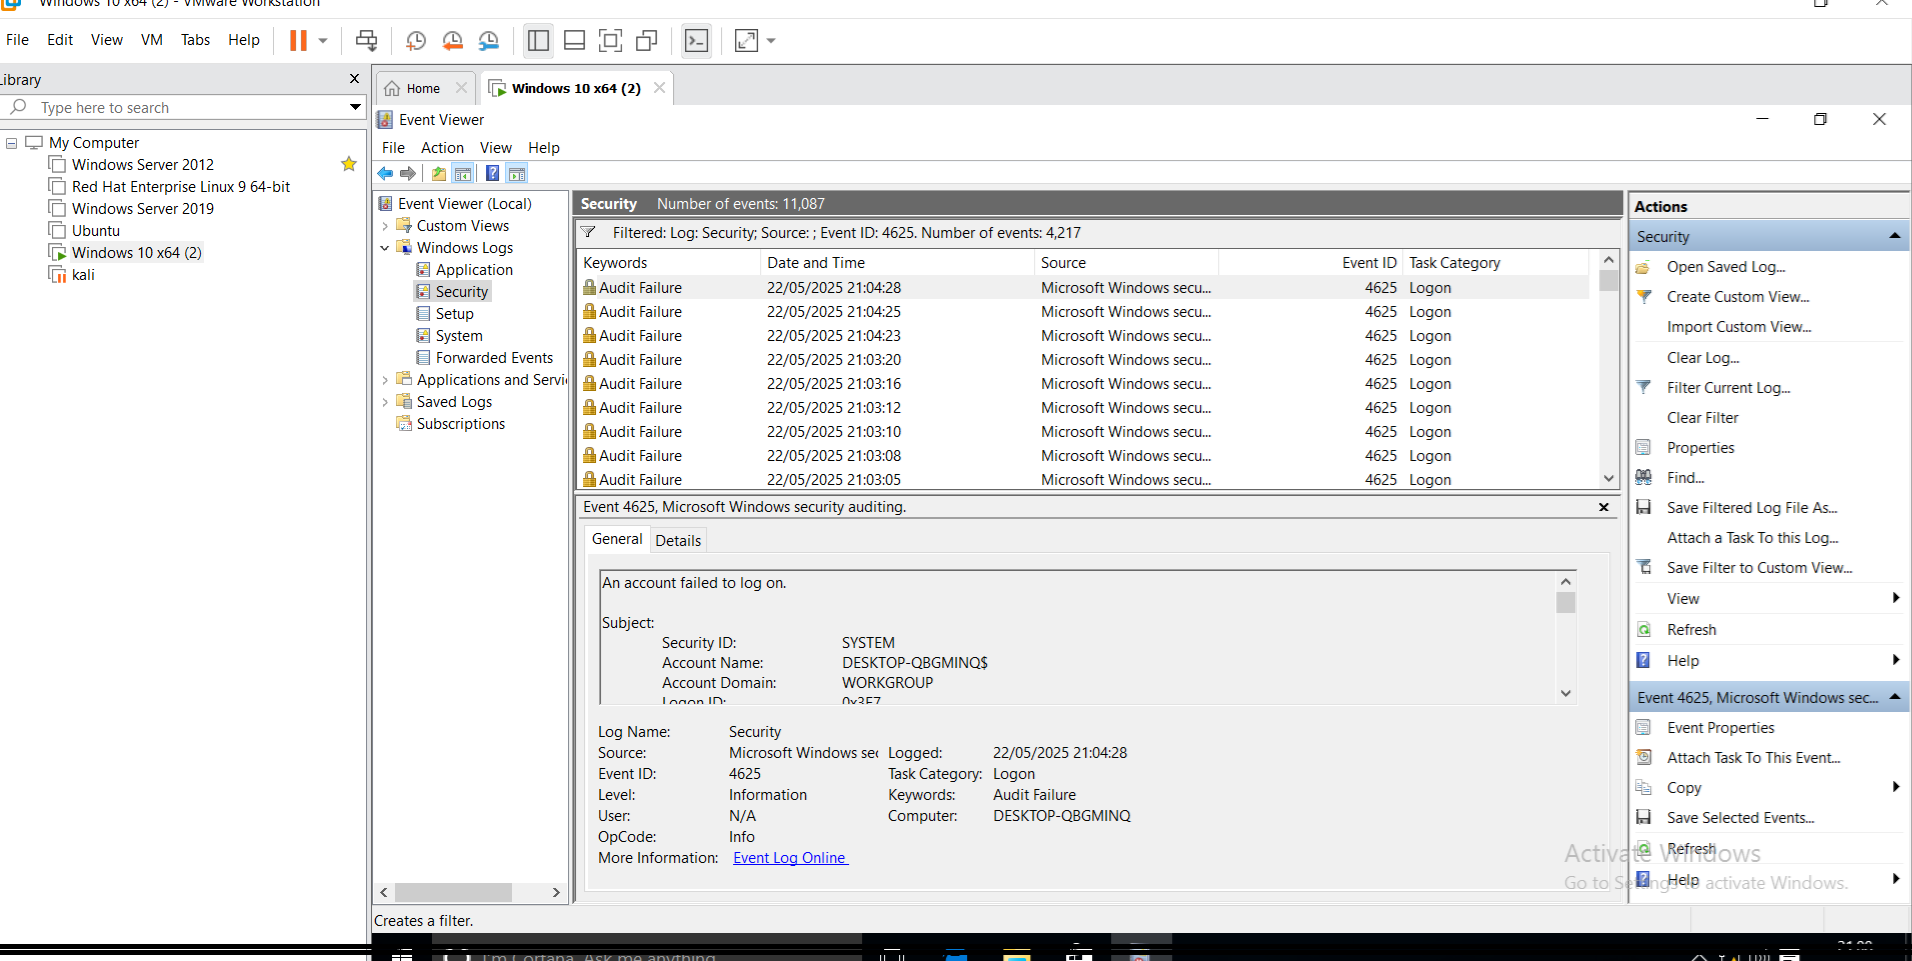 Windows 10 x64 (2) - VMware Workstation
File Edit View VM Tabs Help
Library
Type here to search
My Computer
Windows Server 2012
Red Hat Enterprise Linux 9 64-bit
Windows Server 2019
Ubuntu
Windows 10 x64 (2)
kali
Home
Windows 10 x64 (2)
Event Viewer
File Action View Help
Event Viewer (Local)
Custom Views
Windows Logs
Application
Security
Setup
System
Forwarded Events
Applications and Servi
Saved Logs
Subscriptions
Security Number of events: 11,087
Filtered: Log: Security; Source: ; Event ID: 4625. Number of events: 4,217
Keywords Date and Time Source Event ID Task Category
Audit Failure 22/05/2025 21:04:28 Microsoft Windows secu... 4625 Logon
Audit Failure 22/05/2025 21:04:25 Microsoft Windows secu... 4625 Logon
Audit Failure 22/05/2025 21:04:23 Microsoft Windows secu... 4625 Logon
Audit Failure 22/05/2025 21:03:20 Microsoft Windows secu... 4625 Logon
Audit Failure 22/05/2025 21:03:16 Microsoft Windows secu... 4625 Logon
Audit Failure 22/05/2025 21:03:12 Microsoft Windows secu... 4625 Logon
Audit Failure 22/05/2025 21:03:10 Microsoft Windows secu... 4625 Logon
Audit Failure 22/05/2025 21:03:08 Microsoft Windows secu... 4625 Logon
Audit Failure 22/05/2025 21:03:05 Microsoft Windows secu... 4625 Logon
Event 4625, Microsoft Windows security auditing.
General Details
An account failed to log on.
Subject:
Security ID: SYSTEM
Account Name: DESKTOP-QBGMINQ$
Account Domain: WORKGROUP
Logon ID: 0x3E7
Log Name: Security
Source: Microsoft Windows sec Logged: 22/05/2025 21:04:28
Event ID: 4625 Task Category: Logon
Level: Information Keywords: Audit Failure
User: N/A Computer: DESKTOP-QBGMINQ
OpCode: Info
More Information: Event Log Online
Actions
Security
Open Saved Log...
Create Custom View...
Import Custom View...
Clear Log...
Filter Current Log...
Clear Filter
Properties
Find...
Save Filtered Log File As...
Attach a Task To this Log...
Save Filter to Custom View...
View
Refresh
Help
Event 4625, Microsoft Windows sec...
Event Properties
Attach Task To This Event...
Copy
Save Selected Events...
Refresh
Help
Activate Windows
Go to Settings to activate Windows.
Creates a filter.
I'm Cortana. Ask me anything.